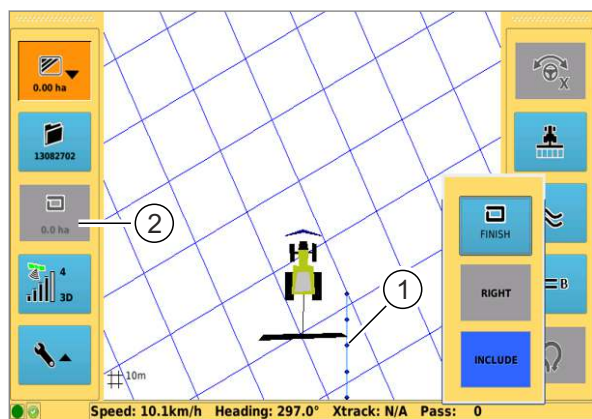 0.00 ha
13082702
0.0 ha
2
4
3D
10m
1
X
FINISH
=B
RIGHT
INCLUDE
Speed: 10.1km/h Heading: 297.0° Xtrack: N/A Pass: 0